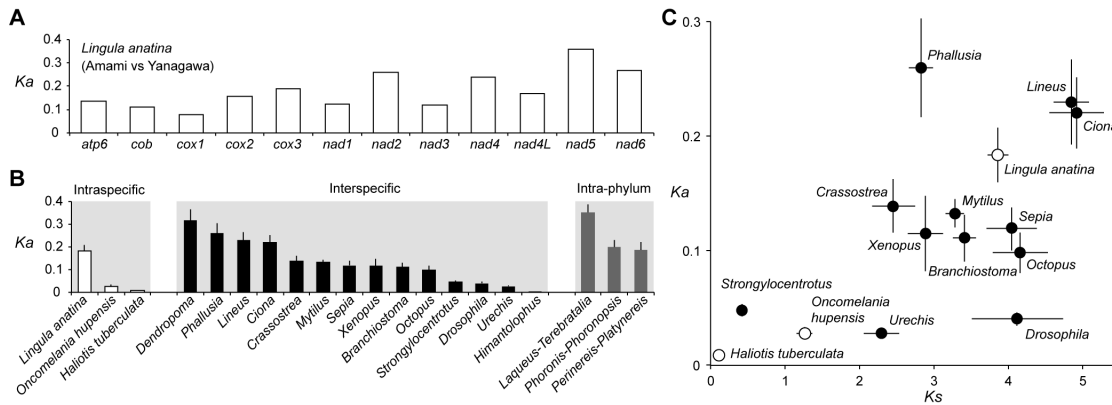 A
Lingula anatina
(Amami vs Yanagawa)
Ka
0.4
0.3
0.2
0.1
0
atp6 cob cox1 cox2 cox3 nad1 nad2 nad3 nad4 nad4L nad5 nad6
B
Intraspecific Interspecific Intra-phylum
Ka
0.4
0.3
0.2
0.1
0
Lingula anatina
Oncomelania hupensis
Haliotis tuberculata
Dendropoma
Phallusia
Lineus
Ciona
Crassostrea
Mytilus
Sepia
Xenopus
Branchiostoma
Octopus
Strongylocentrotus
Drosophila
Urechis
Himantolophus
Laqueus-Terebratalia
Phoronis-Phoronopsis
Perinereis-Platynereis
C
0.3
0.2
Ka
0.1
0
Phallusia
Lineus
Ciona
Lingula anatina
Crassostrea
Mytilus
Sepia
Xenopus
Branchiostoma
Octopus
Strongylocentrotus
Oncomelania
hupensis
Urechis
Drosophila
Haliotis tuberculata
0 1 2 3 4 5
Ks